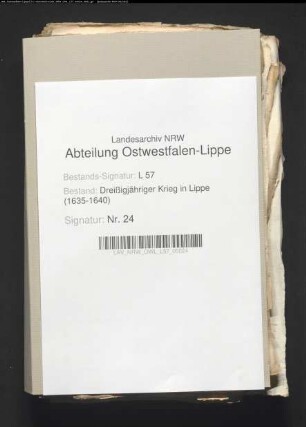 Landesarchiv NRW
Abteilung Ostwestfalen-Lippe
Bestands-Signatur: L 57
Bestand: Dreißigjähriger Krieg in Lippe
(1635-1640)
Signatur: Nr. 24